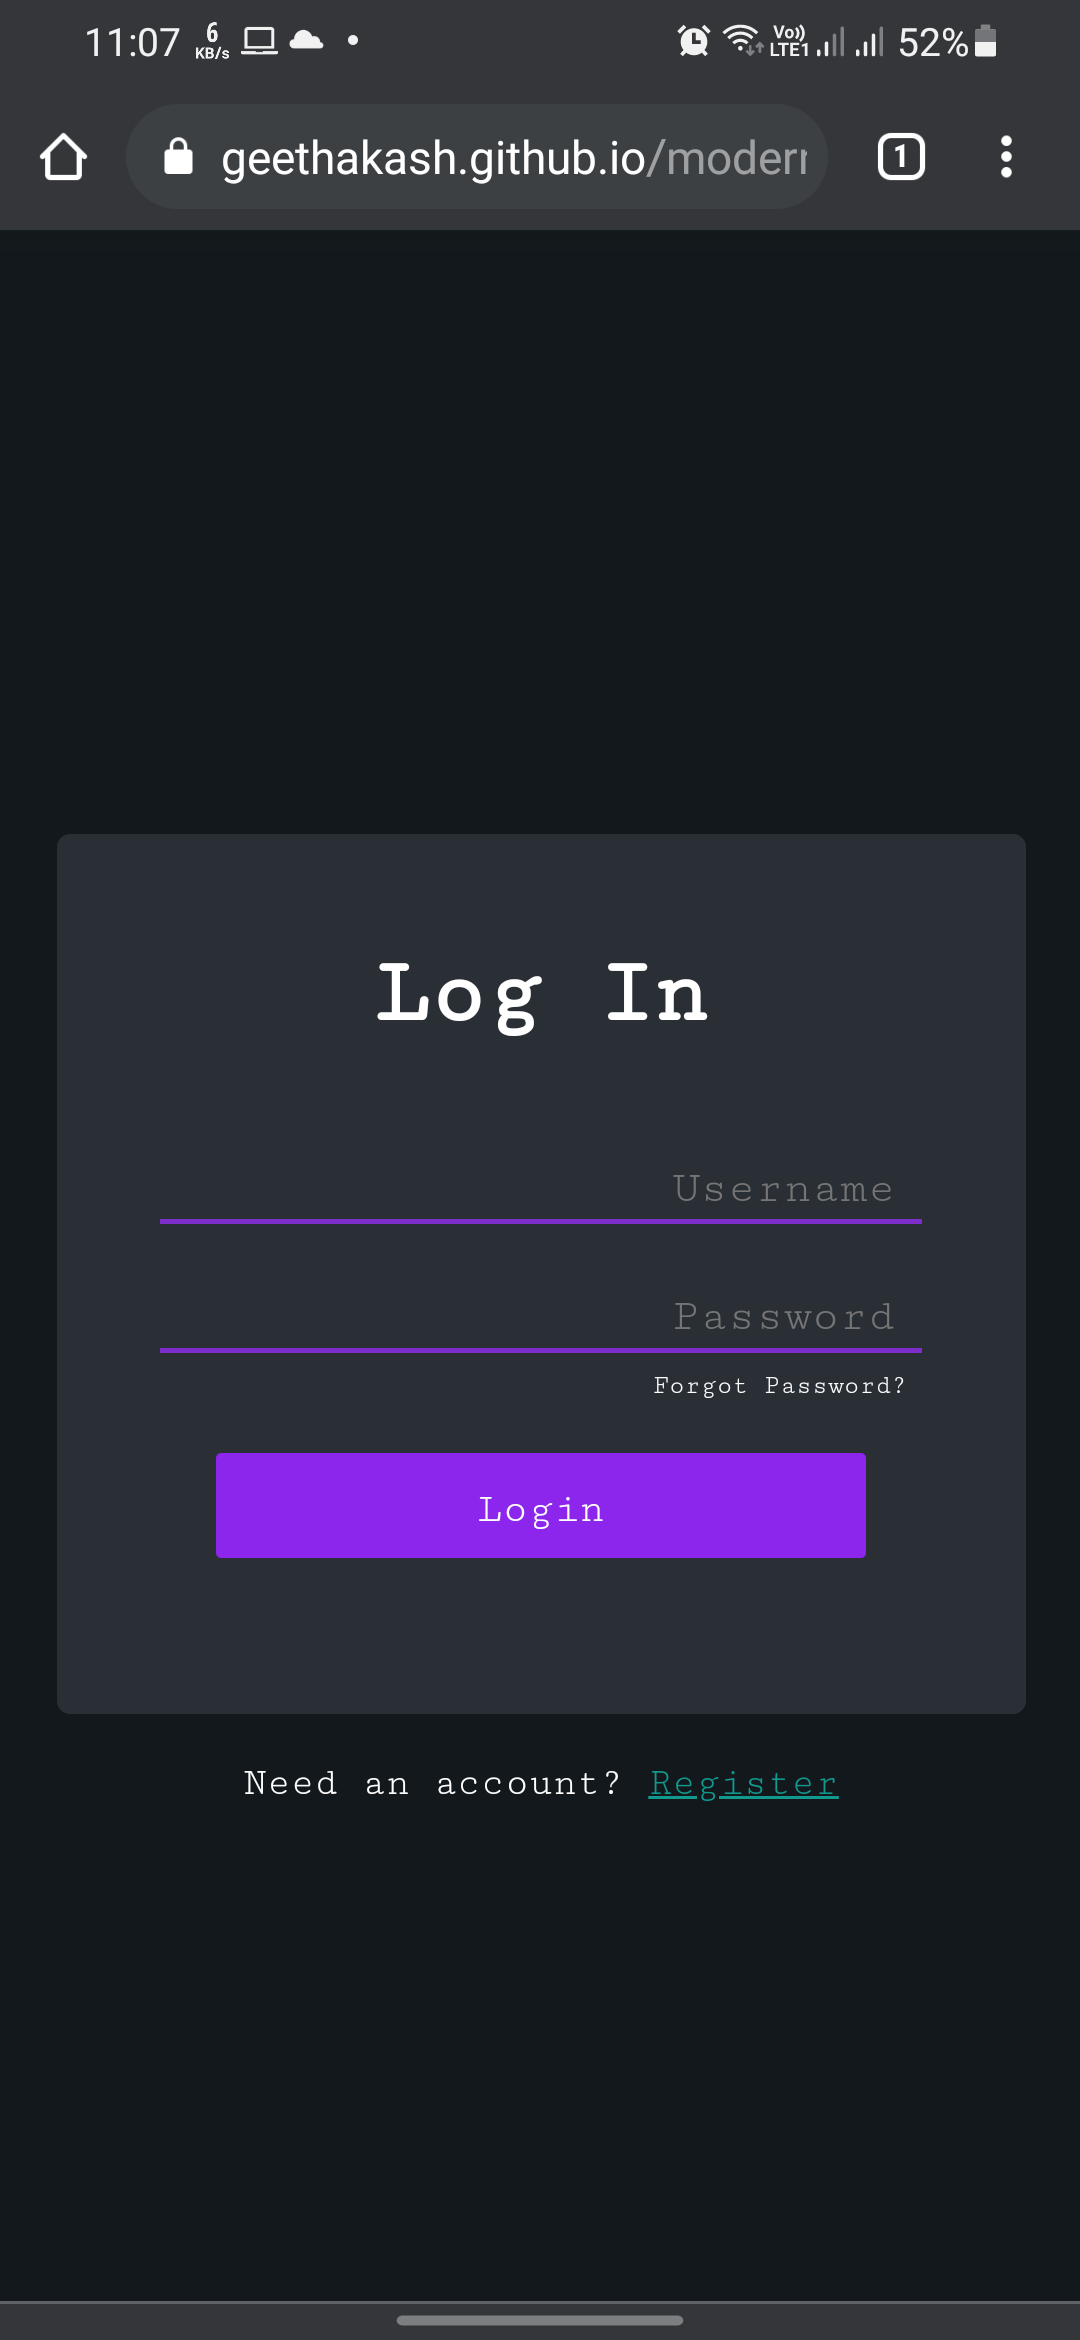 11:07 6 KB/s Vo)) LTE1 52%
geethakash.github.io/modern 1
Log In
Username
Password
Forgot Password?
Login
Need an account? Register